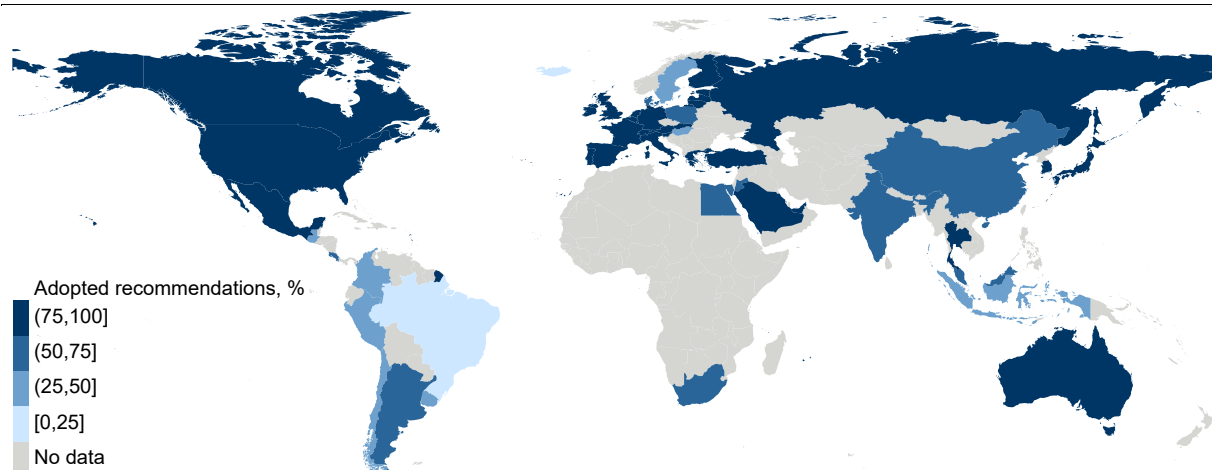 Adopted recommendations, %
(75,100]
(50,75]
(25,50]
[0,25]
No data